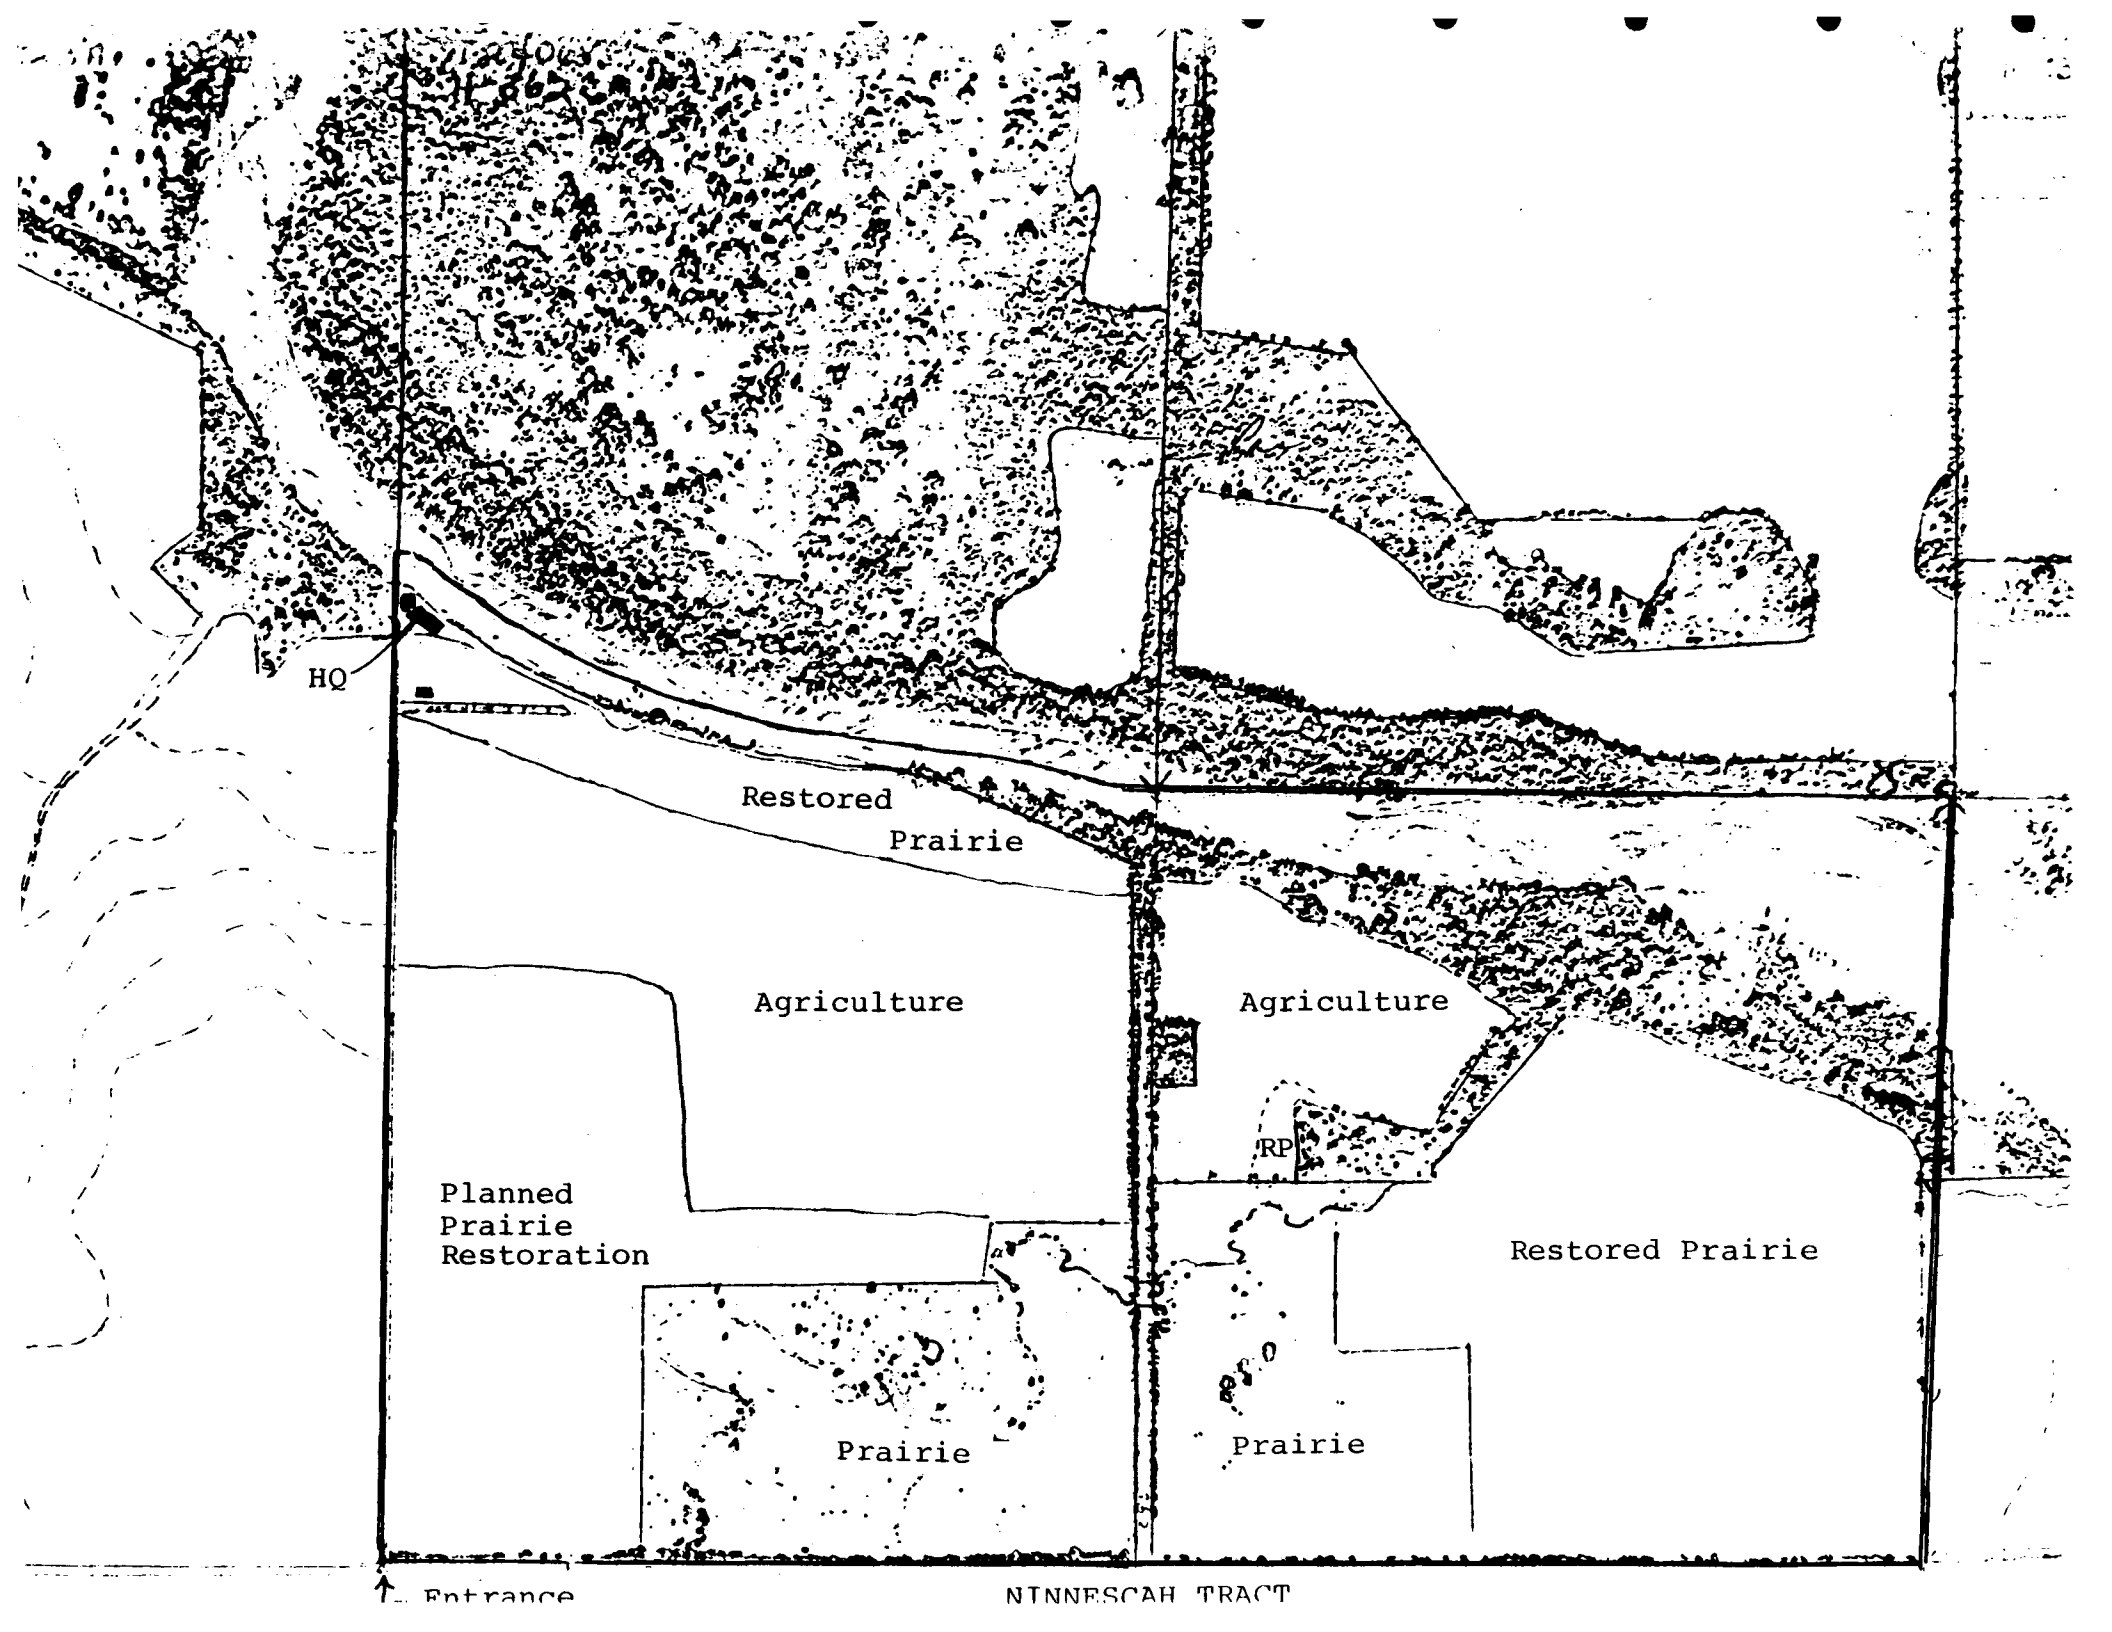 HQ
Restored
Prairie
Agriculture
Agriculture
RP
Planned
Prairie
Restoration
Restored Prairie
Prairie
Prairie
Entrance
NINNESCAH TRACT